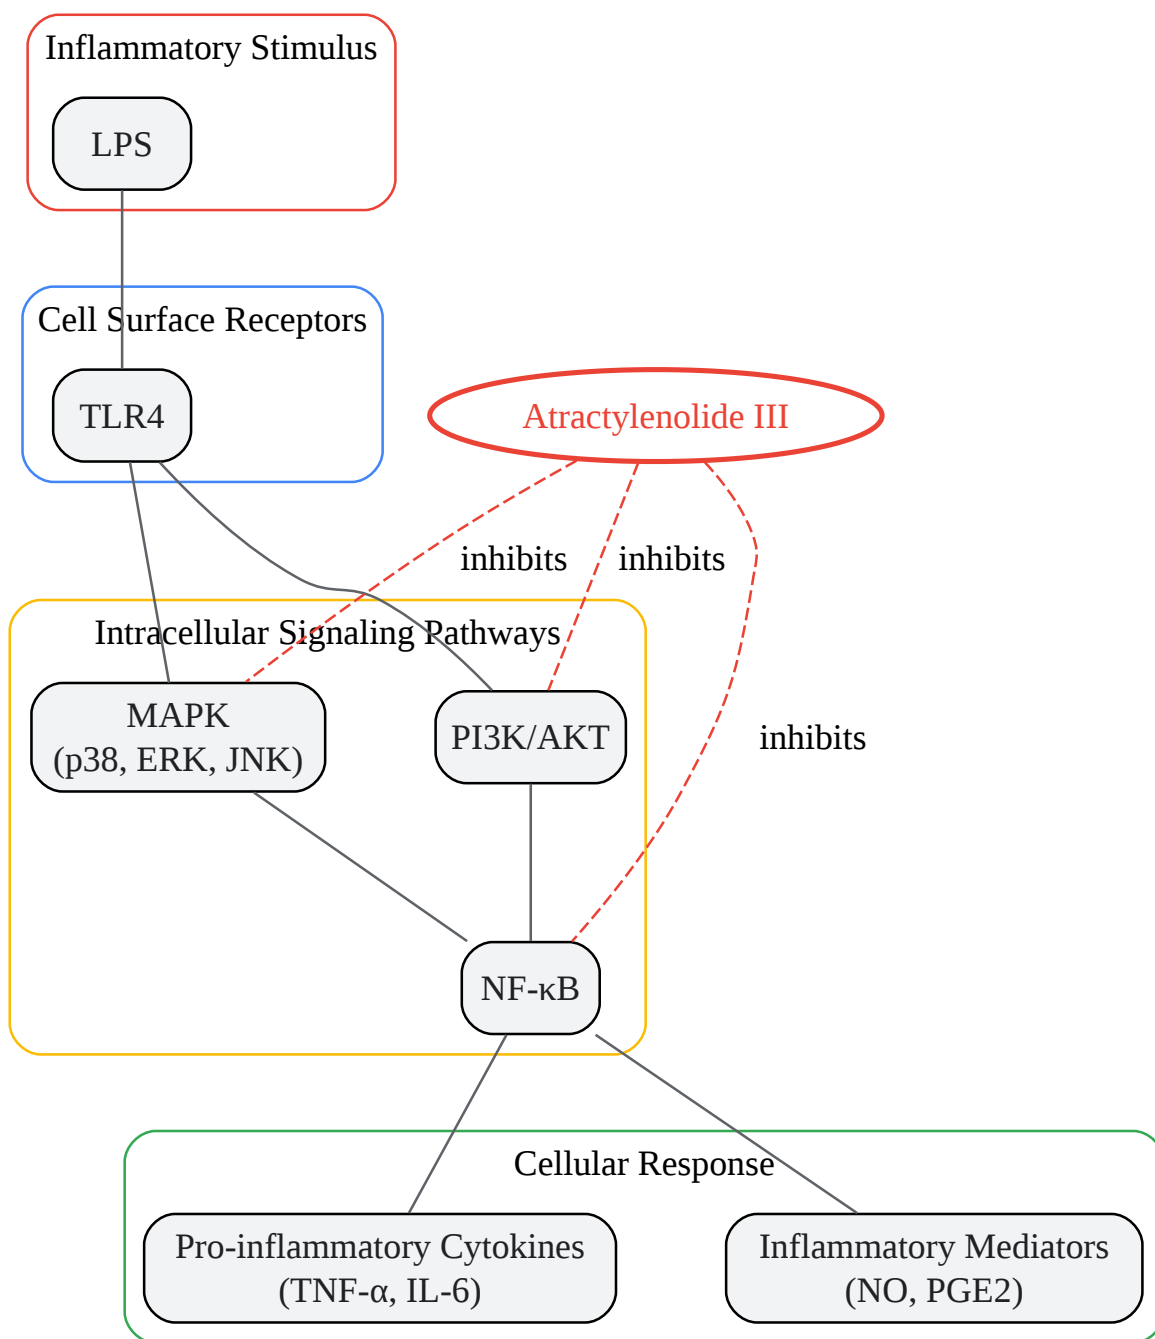 Inflammatory Stimulus
LPS
Cell Surface Receptors
TLR4
Atractylenolide III
inhibits
inhibits
Intracellular Signaling Pathways
MAPK
(p38, ERK, JNK)
PI3K/AKT
inhibits
NF-κB
Cellular Response
Pro-inflammatory Cytokines
(TNF-α, IL-6)
Inflammatory Mediators
(NO, PGE2)